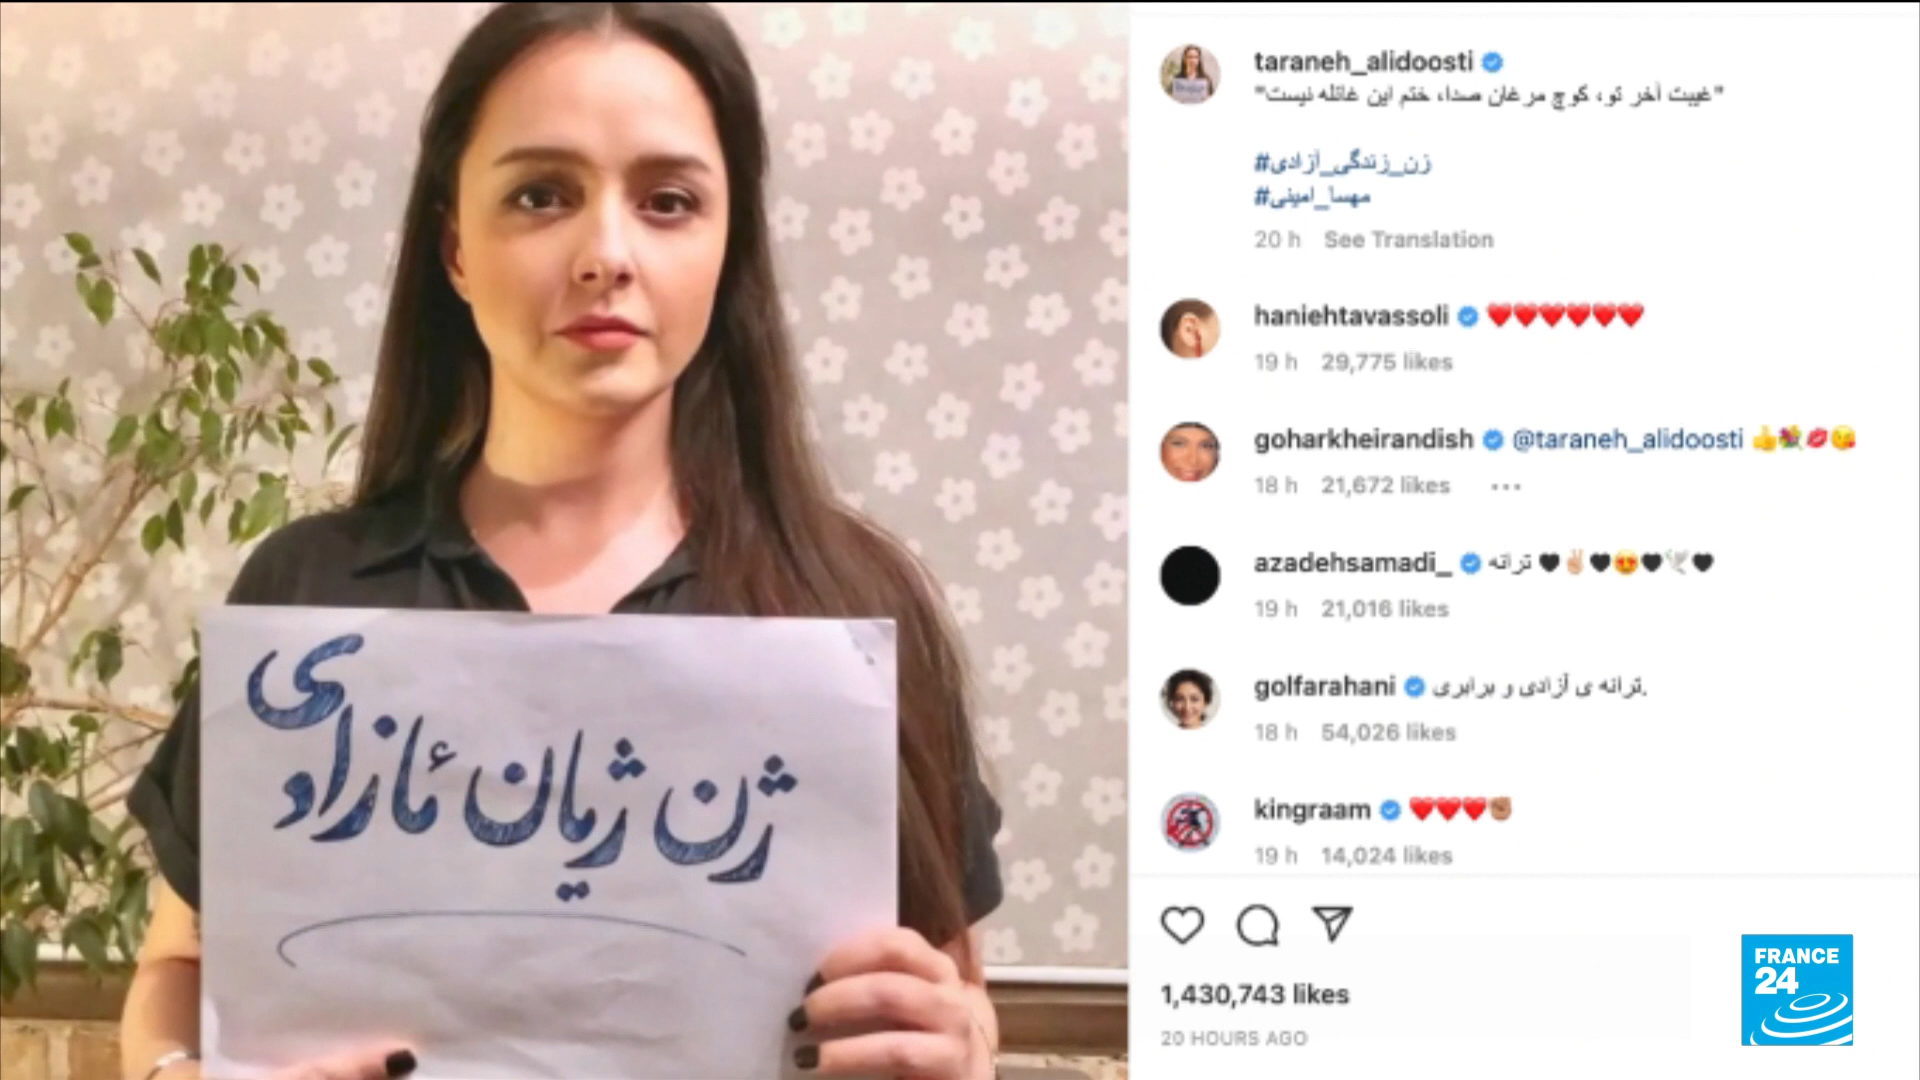 ژن ژیان ئازادی
taraneh_alidoosti
"غیبت آخر تو، کوچ مرغان صدا، ختم این غائله نیست"
#زن_زندگی_آزادی
#مهسا_امینی
20 h See Translation
haniehtavassoli ❤️❤️❤️❤️❤️❤️
19 h 29,775 likes
goharkheirandish @taraneh_alidoosti 👍💐💋😘
18 h 21,672 likes ...
azadehsamadi_ ترانه 🖤✌🏻🖤😍🖤🕊🖤
19 h 21,016 likes
golfarahani ترانه ی آزادی و برابری.
18 h 54,026 likes
kingraam ❤️❤️❤️✊🏽
19 h 14,024 likes
1,430,743 likes
20 HOURS AGO
FRANCE
24